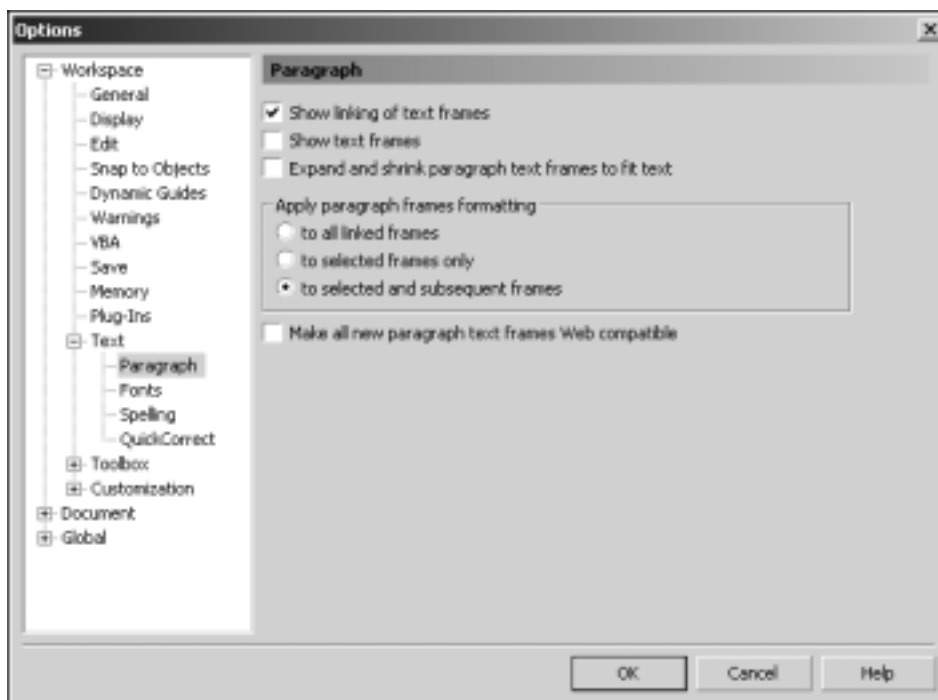 Options
Workspace
General
Display
Edit
Snap to Objects
Dynamic Guides
Warnings
VBA
Save
Memory
Plug-Ins
Text
Paragraph
Fonts
Spelling
QuickCorrect
Toolbox
Customization
Document
Global
Paragraph
Show linking of text frames
Show text frames
Expand and shrink paragraph text frames to fit text
Apply paragraph frames formatting
to all linked frames
to selected frames only
to selected and subsequent frames
Make all new paragraph text frames Web compatible
OK
Cancel
Help